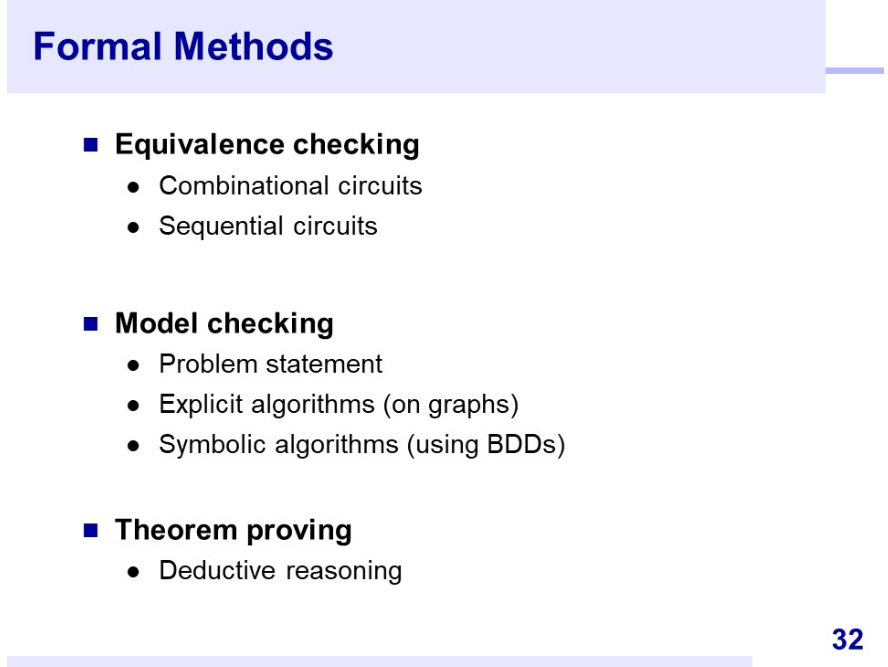 Formal Methods
Equivalence checking
Combinational circuits
Sequential circuits
Model checking
Problem statement
Explicit algorithms (on graphs)
Symbolic algorithms (using BDDs)
Theorem proving
Deductive reasoning
32